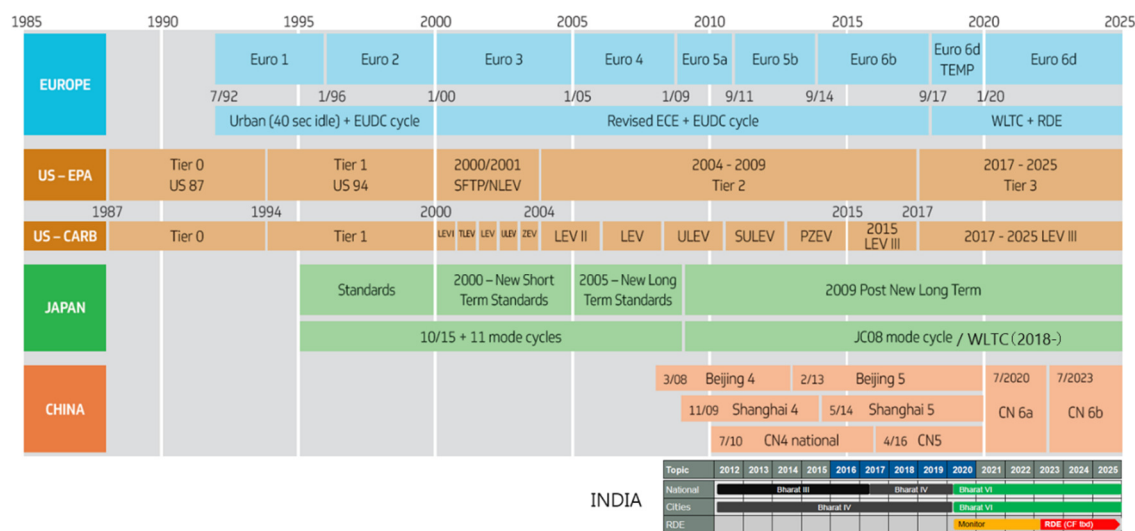 1985 1990 1995 2000 2005 2010 2015 2020 2025
EUROPE
Euro 1 Euro 2 Euro 3 Euro 4 Euro 5a Euro 5b Euro 6b Euro 6d TEMP Euro 6d
7/92 1/96 1/00 1/05 1/09 9/11 9/14 9/17 1/20
Urban (40 sec idle) + EUDC cycle Revised ECE + EUDC cycle WLTC + RDE
US – EPA
Tier 0 Tier 1 2000/2001 2004 - 2009 2017 - 2025
US 87 US 94 SFTP/NLEV Tier 2 Tier 3
1987 1994 2000 2004 2015 2017
US – CARB Tier 0 Tier 1 LEV I TLEV LEV ULEV ZEV LEV II LEV ULEV SULEV PZEV 2015 LEV III 2017 - 2025 LEV III
JAPAN
Standards 2000 – New Short Term Standards 2005 – New Long Term Standards 2009 Post New Long Term
10/15 + 11 mode cycles JC08 mode cycle / WLTC(2018-)
CHINA
3/08 Beijing 4 2/13 Beijing 5 7/2020 7/2023
11/09 Shanghai 4 5/14 Shanghai 5 CN 6a CN 6b
7/10 CN4 national 4/16 CN5
INDIA
Topic 2012 2013 2014 2015 2016 2017 2018 2019 2020 2021 2022 2023 2024 2025
National Bharat III Bharat IV Bharat VI
Cities Bharat IV Bharat VI
RDE Monitor RDE (CF tbd)